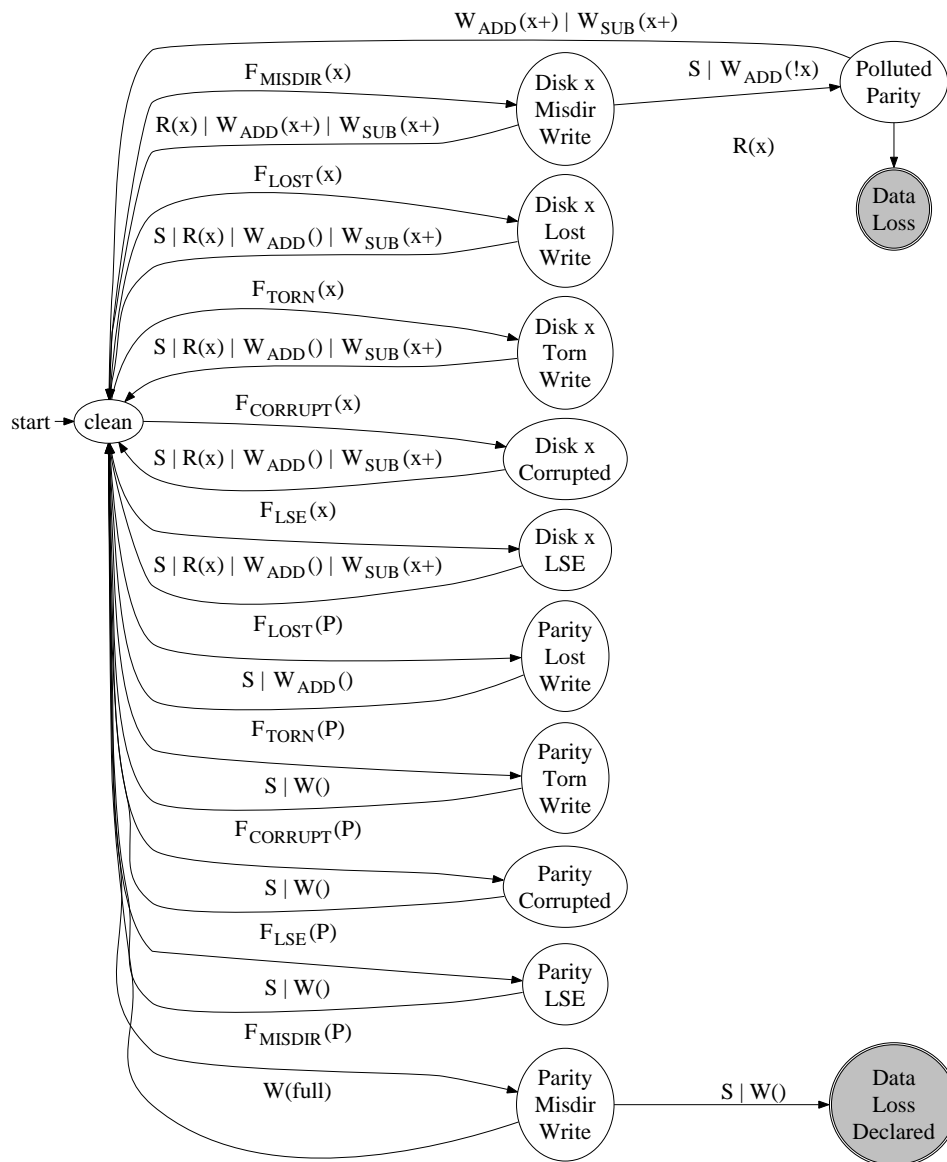 W_ADD(x+) | W_SUB(x+)
F_MISDIR(x)
R(x) | W_ADD(x+) | W_SUB(x+)
Disk x
Misdir
Write
S | W_ADD(!x)
Polluted
Parity
R(x)
Data
Loss
F_LOST(x)
S | R(x) | W_ADD() | W_SUB(x+)
Disk x
Lost
Write
F_TORN(x)
S | R(x) | W_ADD() | W_SUB(x+)
Disk x
Torn
Write
start
clean
F_CORRUPT(x)
S | R(x) | W_ADD() | W_SUB(x+)
Disk x
Corrupted
F_LSE(x)
S | R(x) | W_ADD() | W_SUB(x+)
Disk x
LSE
F_LOST(P)
S | W_ADD()
Parity
Lost
Write
F_TORN(P)
S | W()
Parity
Torn
Write
F_CORRUPT(P)
S | W()
Parity
Corrupted
F_LSE(P)
S | W()
Parity
LSE
F_MISDIR(P)
W(full)
Parity
Misdir
Write
S | W()
Data
Loss
Declared